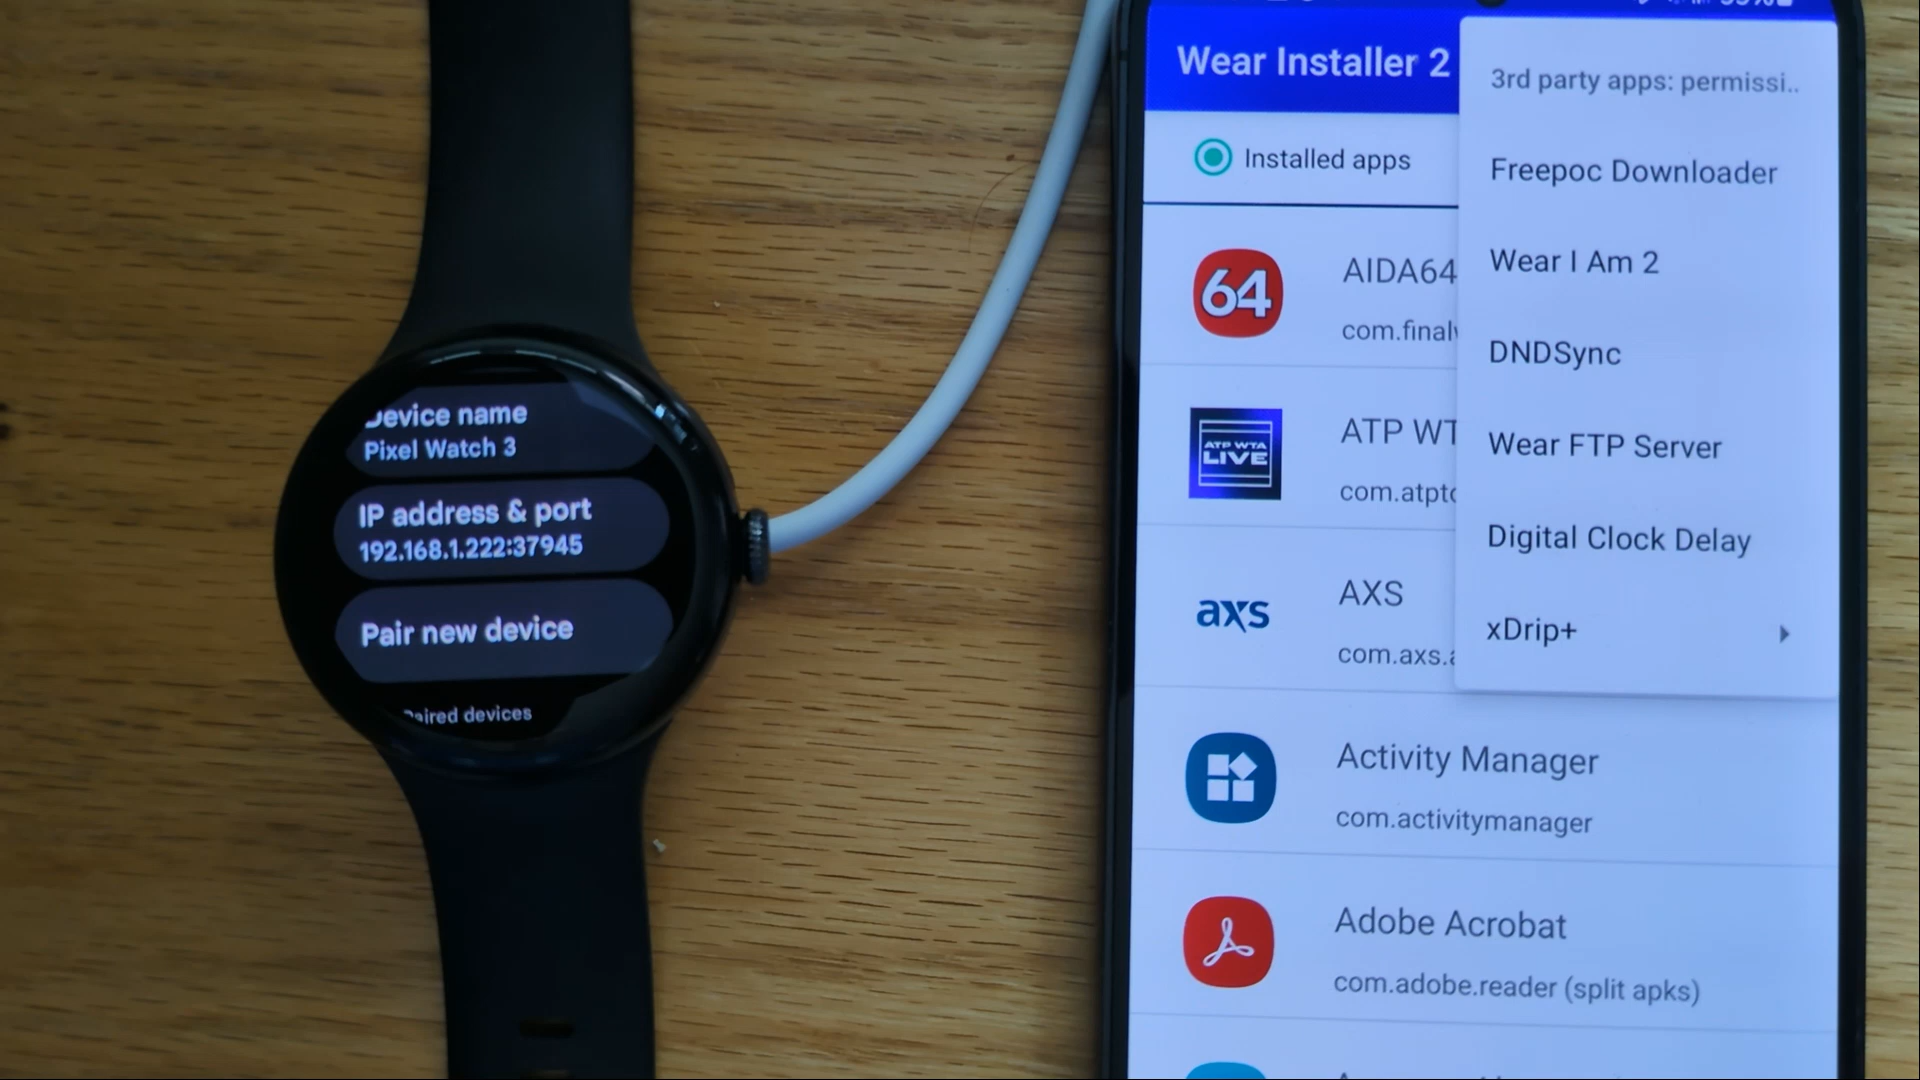 Device name
Pixel Watch 3
IP address & port
192.168.1.222:37945
Pair new device
Paired devices
Wear Installer 2
Installed apps
64
AIDA64
com.final
ATP WTA
LIVE
ATP WT
com.atpt
axs
AXS
com.axs.
Activity Manager
com.activitymanager
Adobe Acrobat
com.adobe.reader (split apks)
3rd party apps: permissi..
Freepoc Downloader
Wear I Am 2
DNDSync
Wear FTP Server
Digital Clock Delay
xDrip+